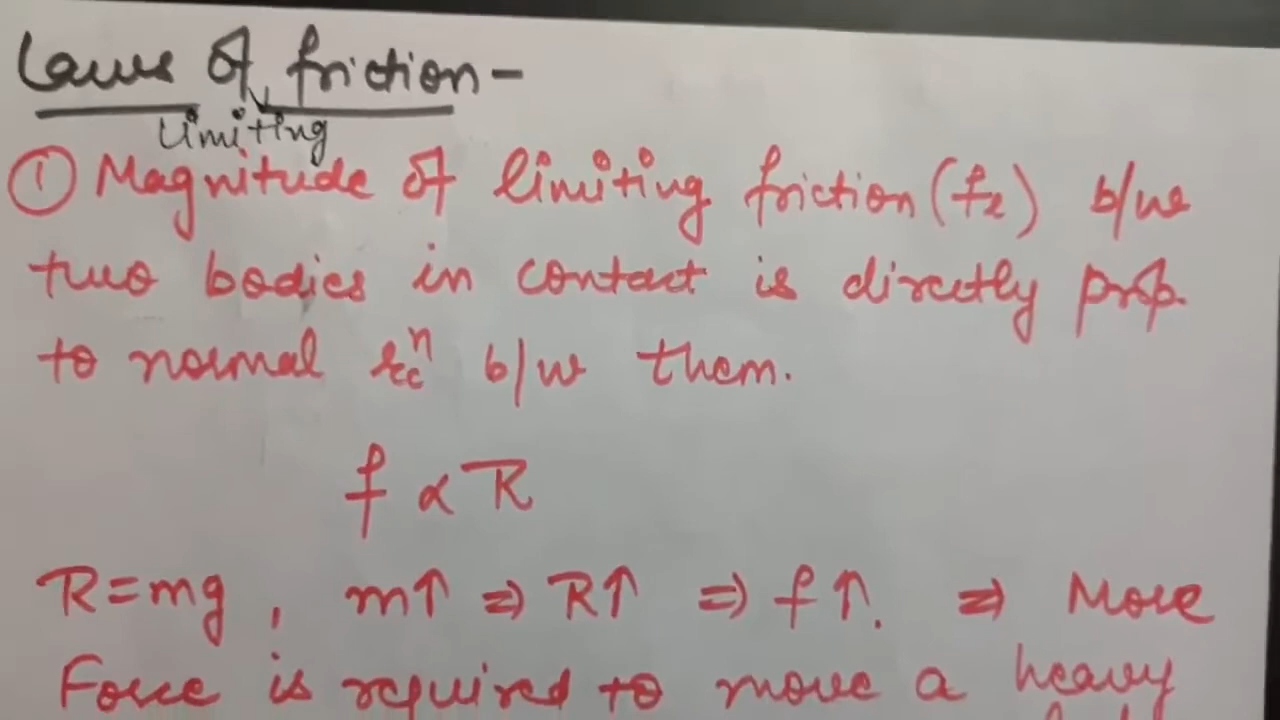 Laws of friction-
Limiting
① Magnitude of limiting friction (fL) b/w
two bodies in contact is directly prop.
to normal rcⁿ b/w them.
f ∝ R
R=mg, m↑ ⇒ R↑ ⇒ f↑. ⇒ More
Force is required to move a heavy